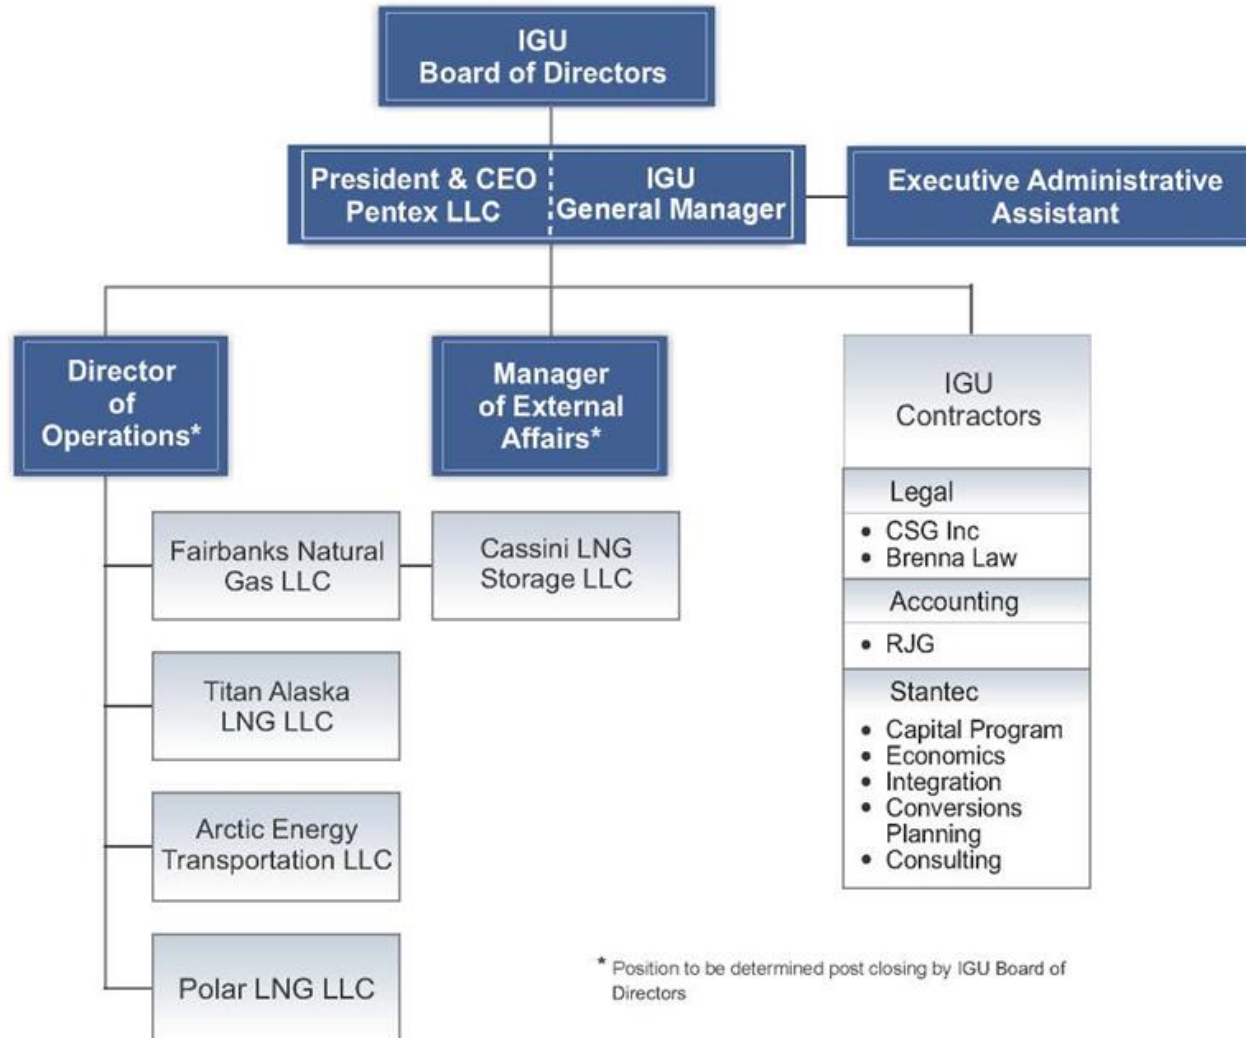 IGU
Board of Directors
President & CEO
Pentex LLC
IGU
General Manager
Executive Administrative
Assistant
Director
of
Operations*
Manager
of External
Affairs*
IGU
Contractors
Legal
• CSG Inc
• Brenna Law
Accounting
• RJG
Stantec
• Capital Program
• Economics
• Integration
• Conversions
Planning
• Consulting
Fairbanks Natural
Gas LLC
Cassini LNG
Storage LLC
Titan Alaska
LNG LLC
Arctic Energy
Transportation LLC
Polar LNG LLC
* Position to be determined post closing by IGU Board of
Directors